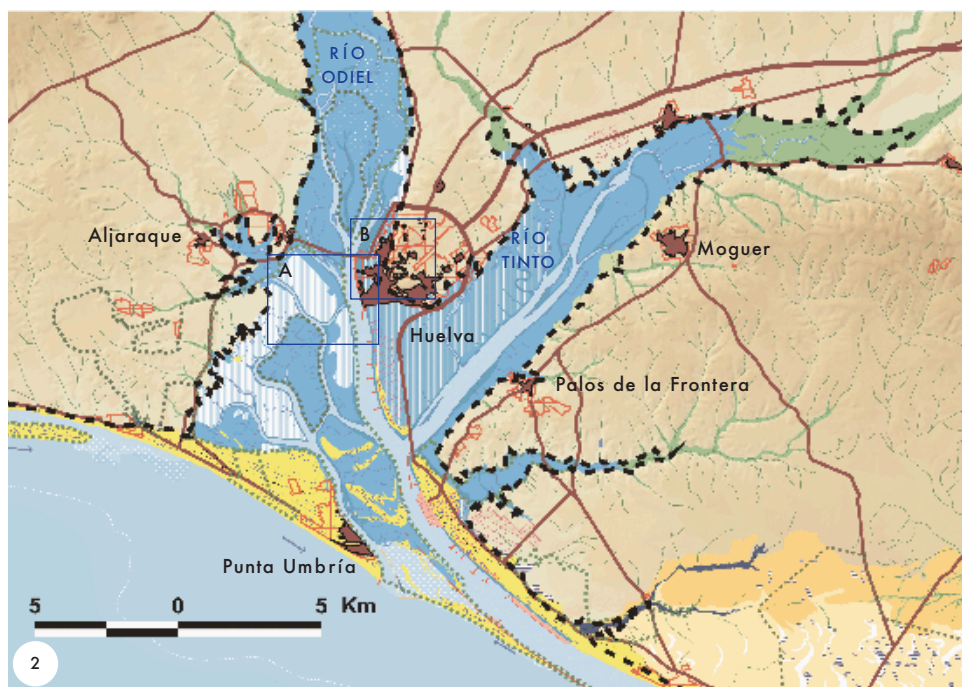 RÍO
ODIEL
Aljaraque
A
B
RÍO
TINTO
Moguer
Huelva
Palos de la Frontera
Punta Umbría
5 0 5 Km
2